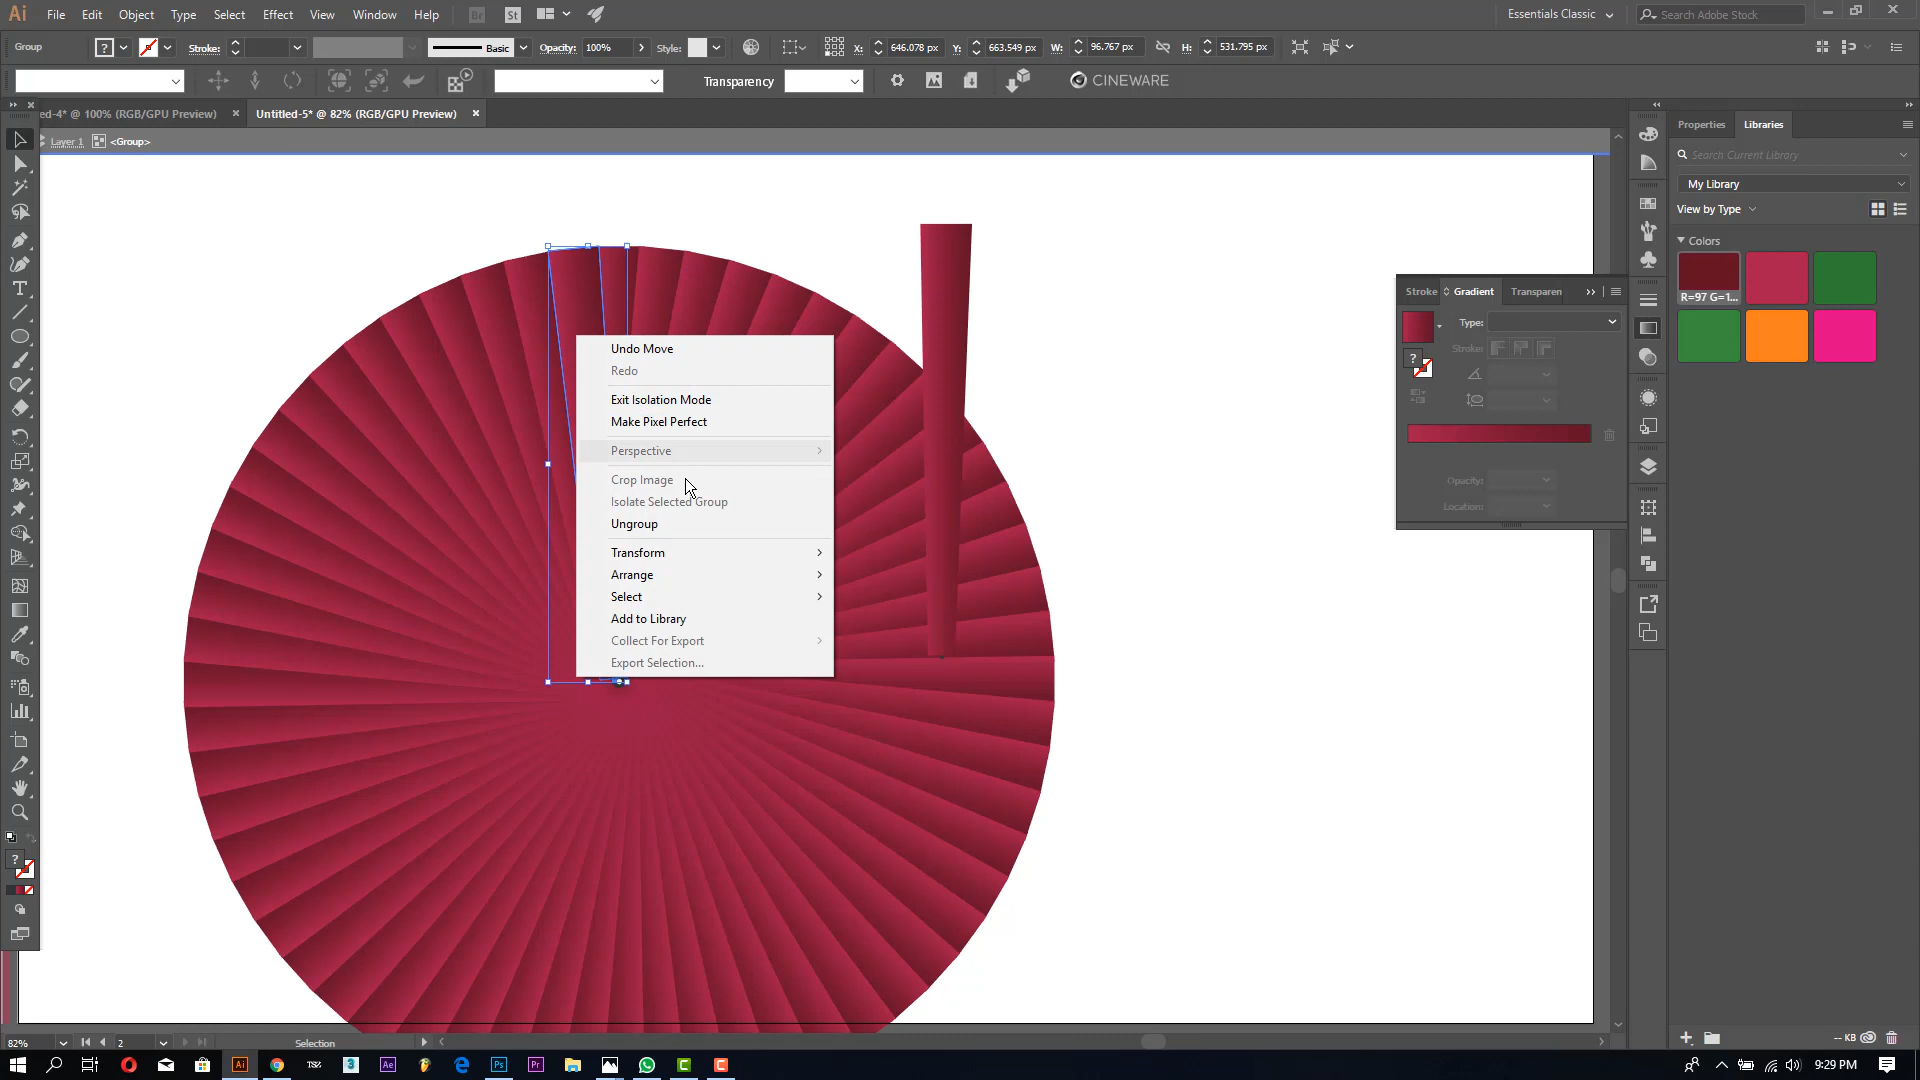 Ai File Edit Object Type Select Effect View Window Help Br St Essentials Classic Search Adobe Stock
Group ? Stroke: Basic Opacity: 100% Style: X: 646.078 px Y: 663.549 px W: 96.767 px H: 531.795 px
Transparency CINEWARE
ed-4* @ 100% (RGB/GPU Preview) Untitled-5* @ 82% (RGB/GPU Preview)
Layer 1 <Group>
Properties Libraries
Search Current Library
My Library
View by Type
Colors
R=97 G=1...
Stroke Gradient Transparen
Type:
Stroke:
?
Opacity:
Location:
Undo Move
Redo
Exit Isolation Mode
Make Pixel Perfect
Perspective
Crop Image
Isolate Selected Group
Ungroup
Transform
Arrange
Select
Add to Library
Collect For Export
Export Selection...
?
82% 2 Selection
-- KB
9:29 PM